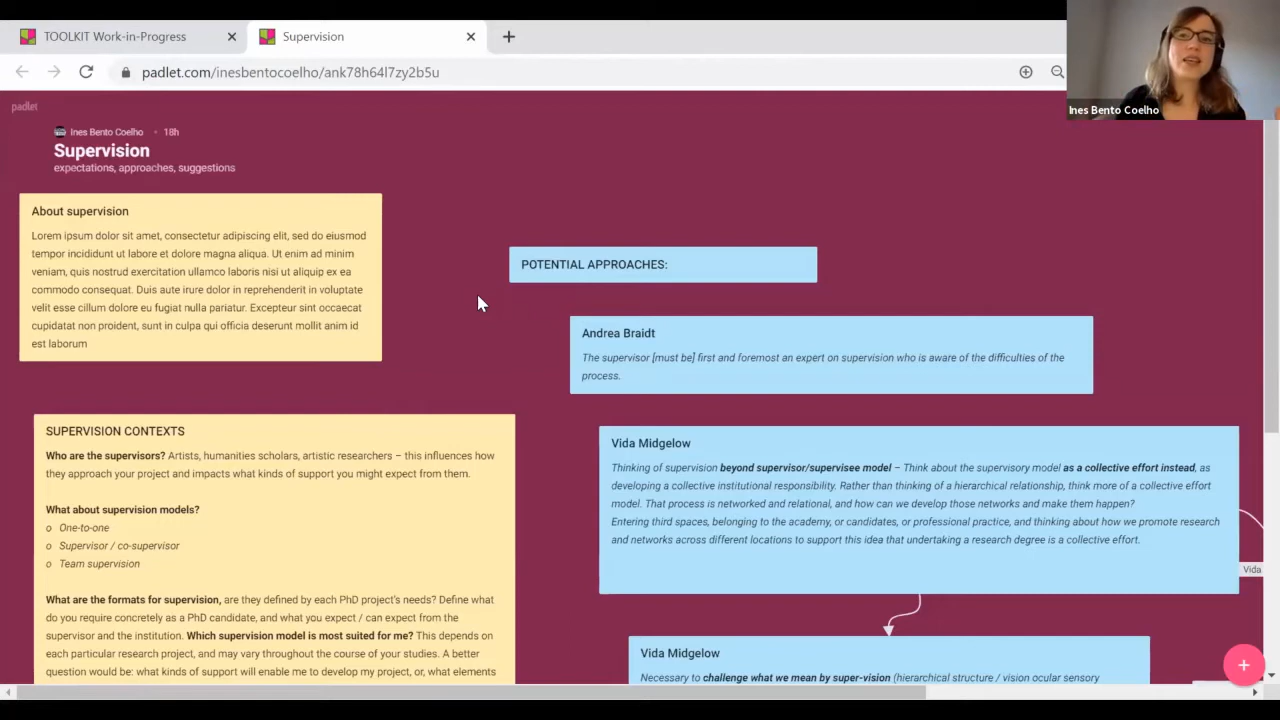 TOOLKIT Work-in-Progress
Supervision
padlet.com/inesbentocoelho/ank78h64l7zy2b5u
Ines Bento Coelho
padlet
Ines Bento Coelho • 18h
Supervision
expectations, approaches, suggestions
About supervision
Lorem ipsum dolor sit amet, consectetur adipiscing elit, sed do eiusmod
tempor incididunt ut labore et dolore magna aliqua. Ut enim ad minim
veniam, quis nostrud exercitation ullamco laboris nisi ut aliquip ex ea
commodo consequat. Duis aute irure dolor in reprehenderit in voluptate
velit esse cillum dolore eu fugiat nulla pariatur. Excepteur sint occaecat
cupidatat non proident, sunt in culpa qui officia deserunt mollit anim id
est laborum
SUPERVISION CONTEXTS
Who are the supervisors? Artists, humanities scholars, artistic researchers – this influences how
they approach your project and impacts what kinds of support you might expect from them.
What about supervision models?
o One-to-one
o Supervisor / co-supervisor
o Team supervision
What are the formats for supervision, are they defined by each PhD project's needs? Define what
do you require concretely as a PhD candidate, and what you expect / can expect from the
supervisor and the institution. Which supervision model is most suited for me? This depends on
each particular research project, and may vary throughout the course of your studies. A better
question would be: what kinds of support will enable me to develop my project, or, what elements
POTENTIAL APPROACHES:
Andrea Braidt
The supervisor [must be] first and foremost an expert on supervision who is aware of the difficulties of the
process.
Vida Midgelow
Thinking of supervision beyond supervisor/supervisee model – Think about the supervisory model as a collective effort instead, as
developing a collective institutional responsibility. Rather than thinking of a hierarchical relationship, think more of a collective effort
model. That process is networked and relational, and how can we develop those networks and make them happen?
Entering third spaces, belonging to the academy, or candidates, or professional practice, and thinking about how we promote research
and networks across different locations to support this idea that undertaking a research degree is a collective effort.
Vida
Vida Midgelow
Necessary to challenge what we mean by super-vision (hierarchical structure / vision ocular sensory